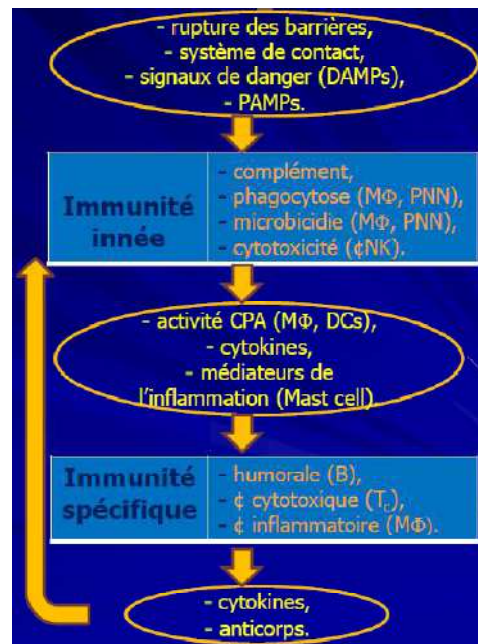 - rupture des barrières,
- système de contact,
- signaux de danger (DAMPs),
- PAMPs.
Immunité
innée
- complément,
- phagocytose (MΦ, PNN),
- microbicidie (MΦ, PNN),
- cytotoxicité (¢NK).
- activité CPA (MΦ, DCs),
- cytokines,
- médiateurs de
l'inflammation (Mast cell)
Immunité
spécifique
- humorale (B),
- ¢ cytotoxique (Tc),
- ¢ inflammatoire (MΦ).
- cytokines,
- anticorps.